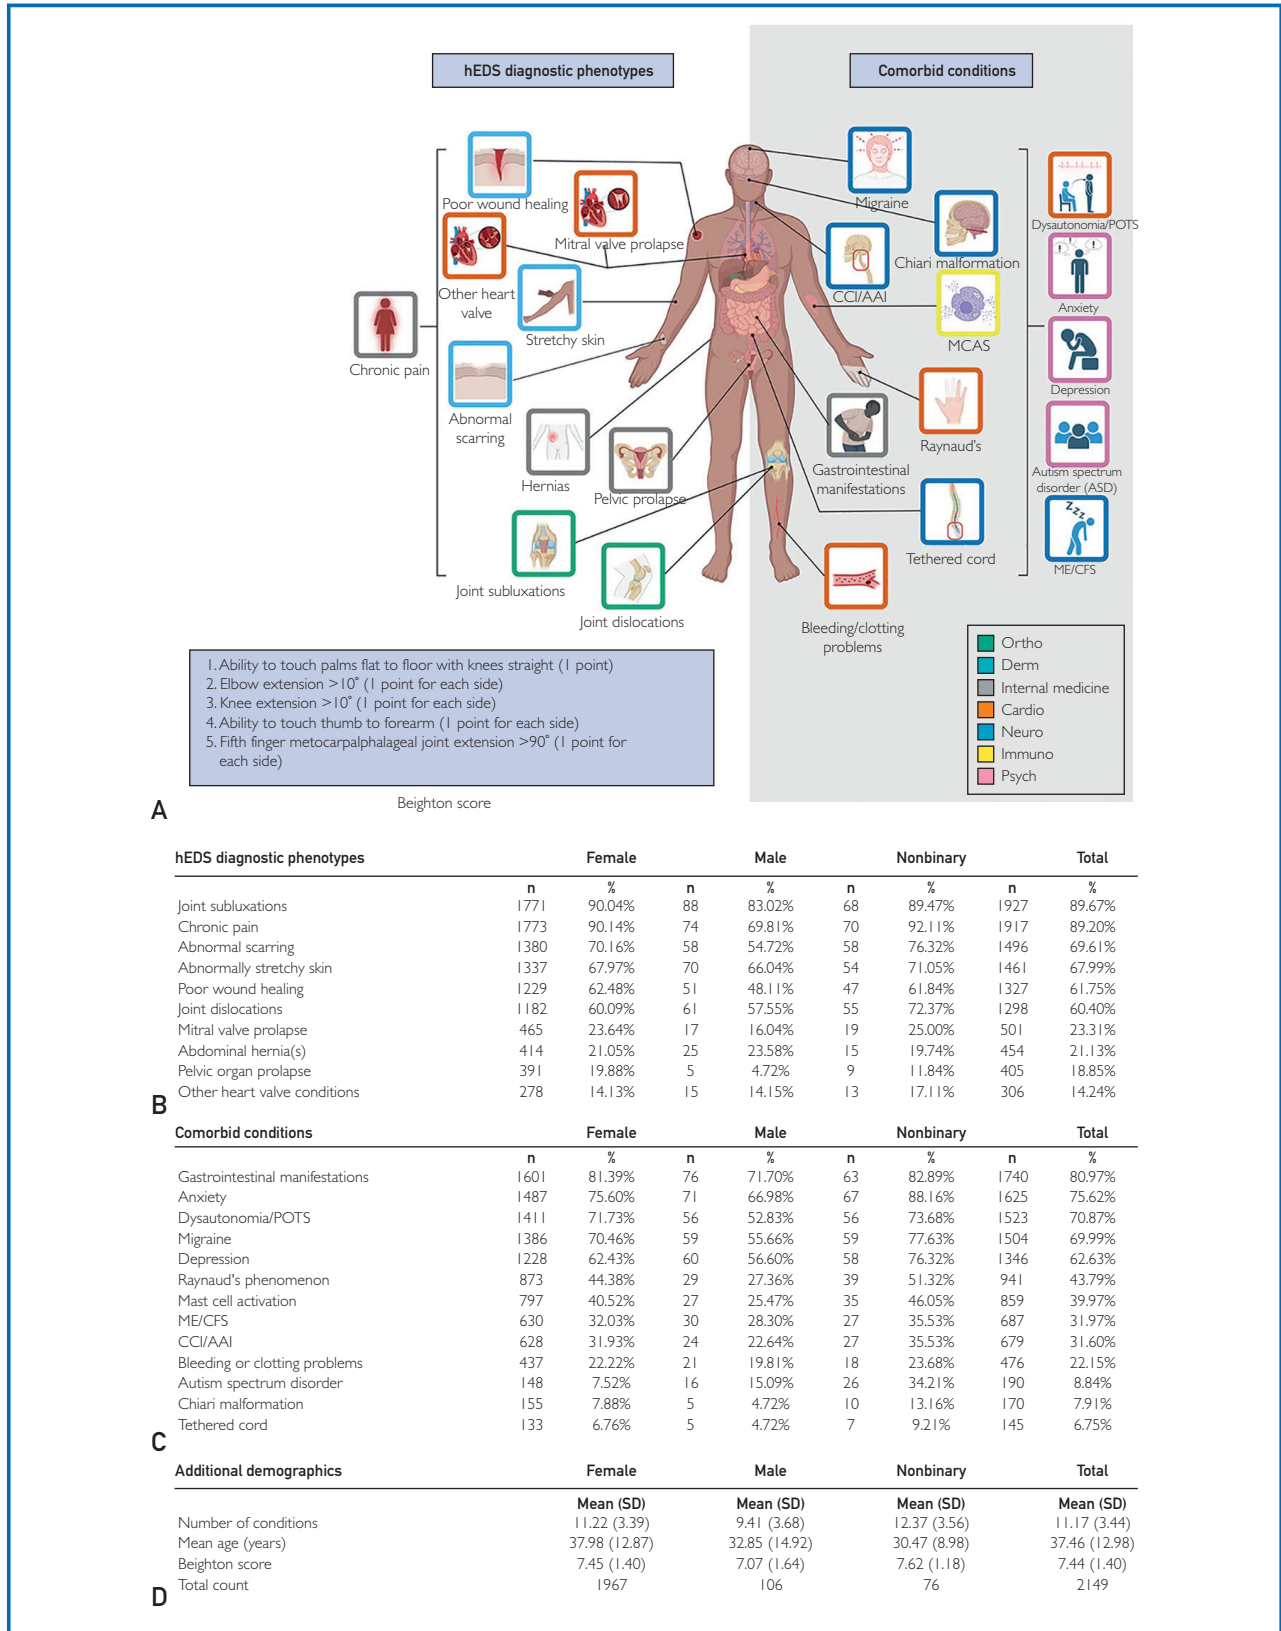 hEDS diagnostic phenotypes
Comorbid conditions
Poor wound healing
Mitral valve prolapse
Other heart
valve
Stretchy skin
Chronic pain
Abnormal
scarring
Hernias
Pelvic prolapse
Joint subluxations
Joint dislocations
Migraine
Chiari malformation
CCI/AAI
MCAS
Raynaud's
Gastrointestinal
manifestations
Tethered cord
Bleeding/clotting
problems
Dysautonomia/POTS
Anxiety
Depression
Autism spectrum
disorder (ASD)
ZZZ
ME/CFS
Ortho
Derm
Internal medicine
Cardio
Neuro
Immuno
Psych
1. Ability to touch palms flat to floor with knees straight (1 point)
2. Elbow extension >10° (1 point for each side)
3. Knee extension >10° (1 point for each side)
4. Ability to touch thumb to forearm (1 point for each side)
5. Fifth finger metocarpalphalageal joint extension >90° (1 point for
each side)
Beighton score
A
hEDS diagnostic phenotypes Female Male Nonbinary Total
n % n % n % n %
Joint subluxations 1771 90.04% 88 83.02% 68 89.47% 1927 89.67%
Chronic pain 1773 90.14% 74 69.81% 70 92.11% 1917 89.20%
Abnormal scarring 1380 70.16% 58 54.72% 58 76.32% 1496 69.61%
Abnormally stretchy skin 1337 67.97% 70 66.04% 54 71.05% 1461 67.99%
Poor wound healing 1229 62.48% 51 48.11% 47 61.84% 1327 61.75%
Joint dislocations 1182 60.09% 61 57.55% 55 72.37% 1298 60.40%
Mitral valve prolapse 465 23.64% 17 16.04% 19 25.00% 501 23.31%
Abdominal hernia(s) 414 21.05% 25 23.58% 15 19.74% 454 21.13%
Pelvic organ prolapse 391 19.88% 5 4.72% 9 11.84% 405 18.85%
Other heart valve conditions 278 14.13% 15 14.15% 13 17.11% 306 14.24%
B
Comorbid conditions Female Male Nonbinary Total
n % n % n % n %
Gastrointestinal manifestations 1601 81.39% 76 71.70% 63 82.89% 1740 80.97%
Anxiety 1487 75.60% 71 66.98% 67 88.16% 1625 75.62%
Dysautonomia/POTS 1411 71.73% 56 52.83% 56 73.68% 1523 70.87%
Migraine 1386 70.46% 59 55.66% 59 77.63% 1504 69.99%
Depression 1228 62.43% 60 56.60% 58 76.32% 1346 62.63%
Raynaud's phenomenon 873 44.38% 29 27.36% 39 51.32% 941 43.79%
Mast cell activation 797 40.52% 27 25.47% 35 46.05% 859 39.97%
ME/CFS 630 32.03% 30 28.30% 27 35.53% 687 31.97%
CCI/AAI 628 31.93% 24 22.64% 27 35.53% 679 31.60%
Bleeding or clotting problems 437 22.22% 21 19.81% 18 23.68% 476 22.15%
Autism spectrum disorder 148 7.52% 16 15.09% 26 34.21% 190 8.84%
Chiari malformation 155 7.88% 5 4.72% 10 13.16% 170 7.91%
Tethered cord 133 6.76% 5 4.72% 7 9.21% 145 6.75%
C
Additional demographics Female Male Nonbinary Total
Mean (SD) Mean (SD) Mean (SD) Mean (SD)
Number of conditions 11.22 (3.39) 9.41 (3.68) 12.37 (3.56) 11.17 (3.44)
Mean age (years) 37.98 (12.87) 32.85 (14.92) 30.47 (8.98) 37.46 (12.98)
Beighton score 7.45 (1.40) 7.07 (1.64) 7.62 (1.18) 7.44 (1.40)
Total count 1967 106 76 2149
D